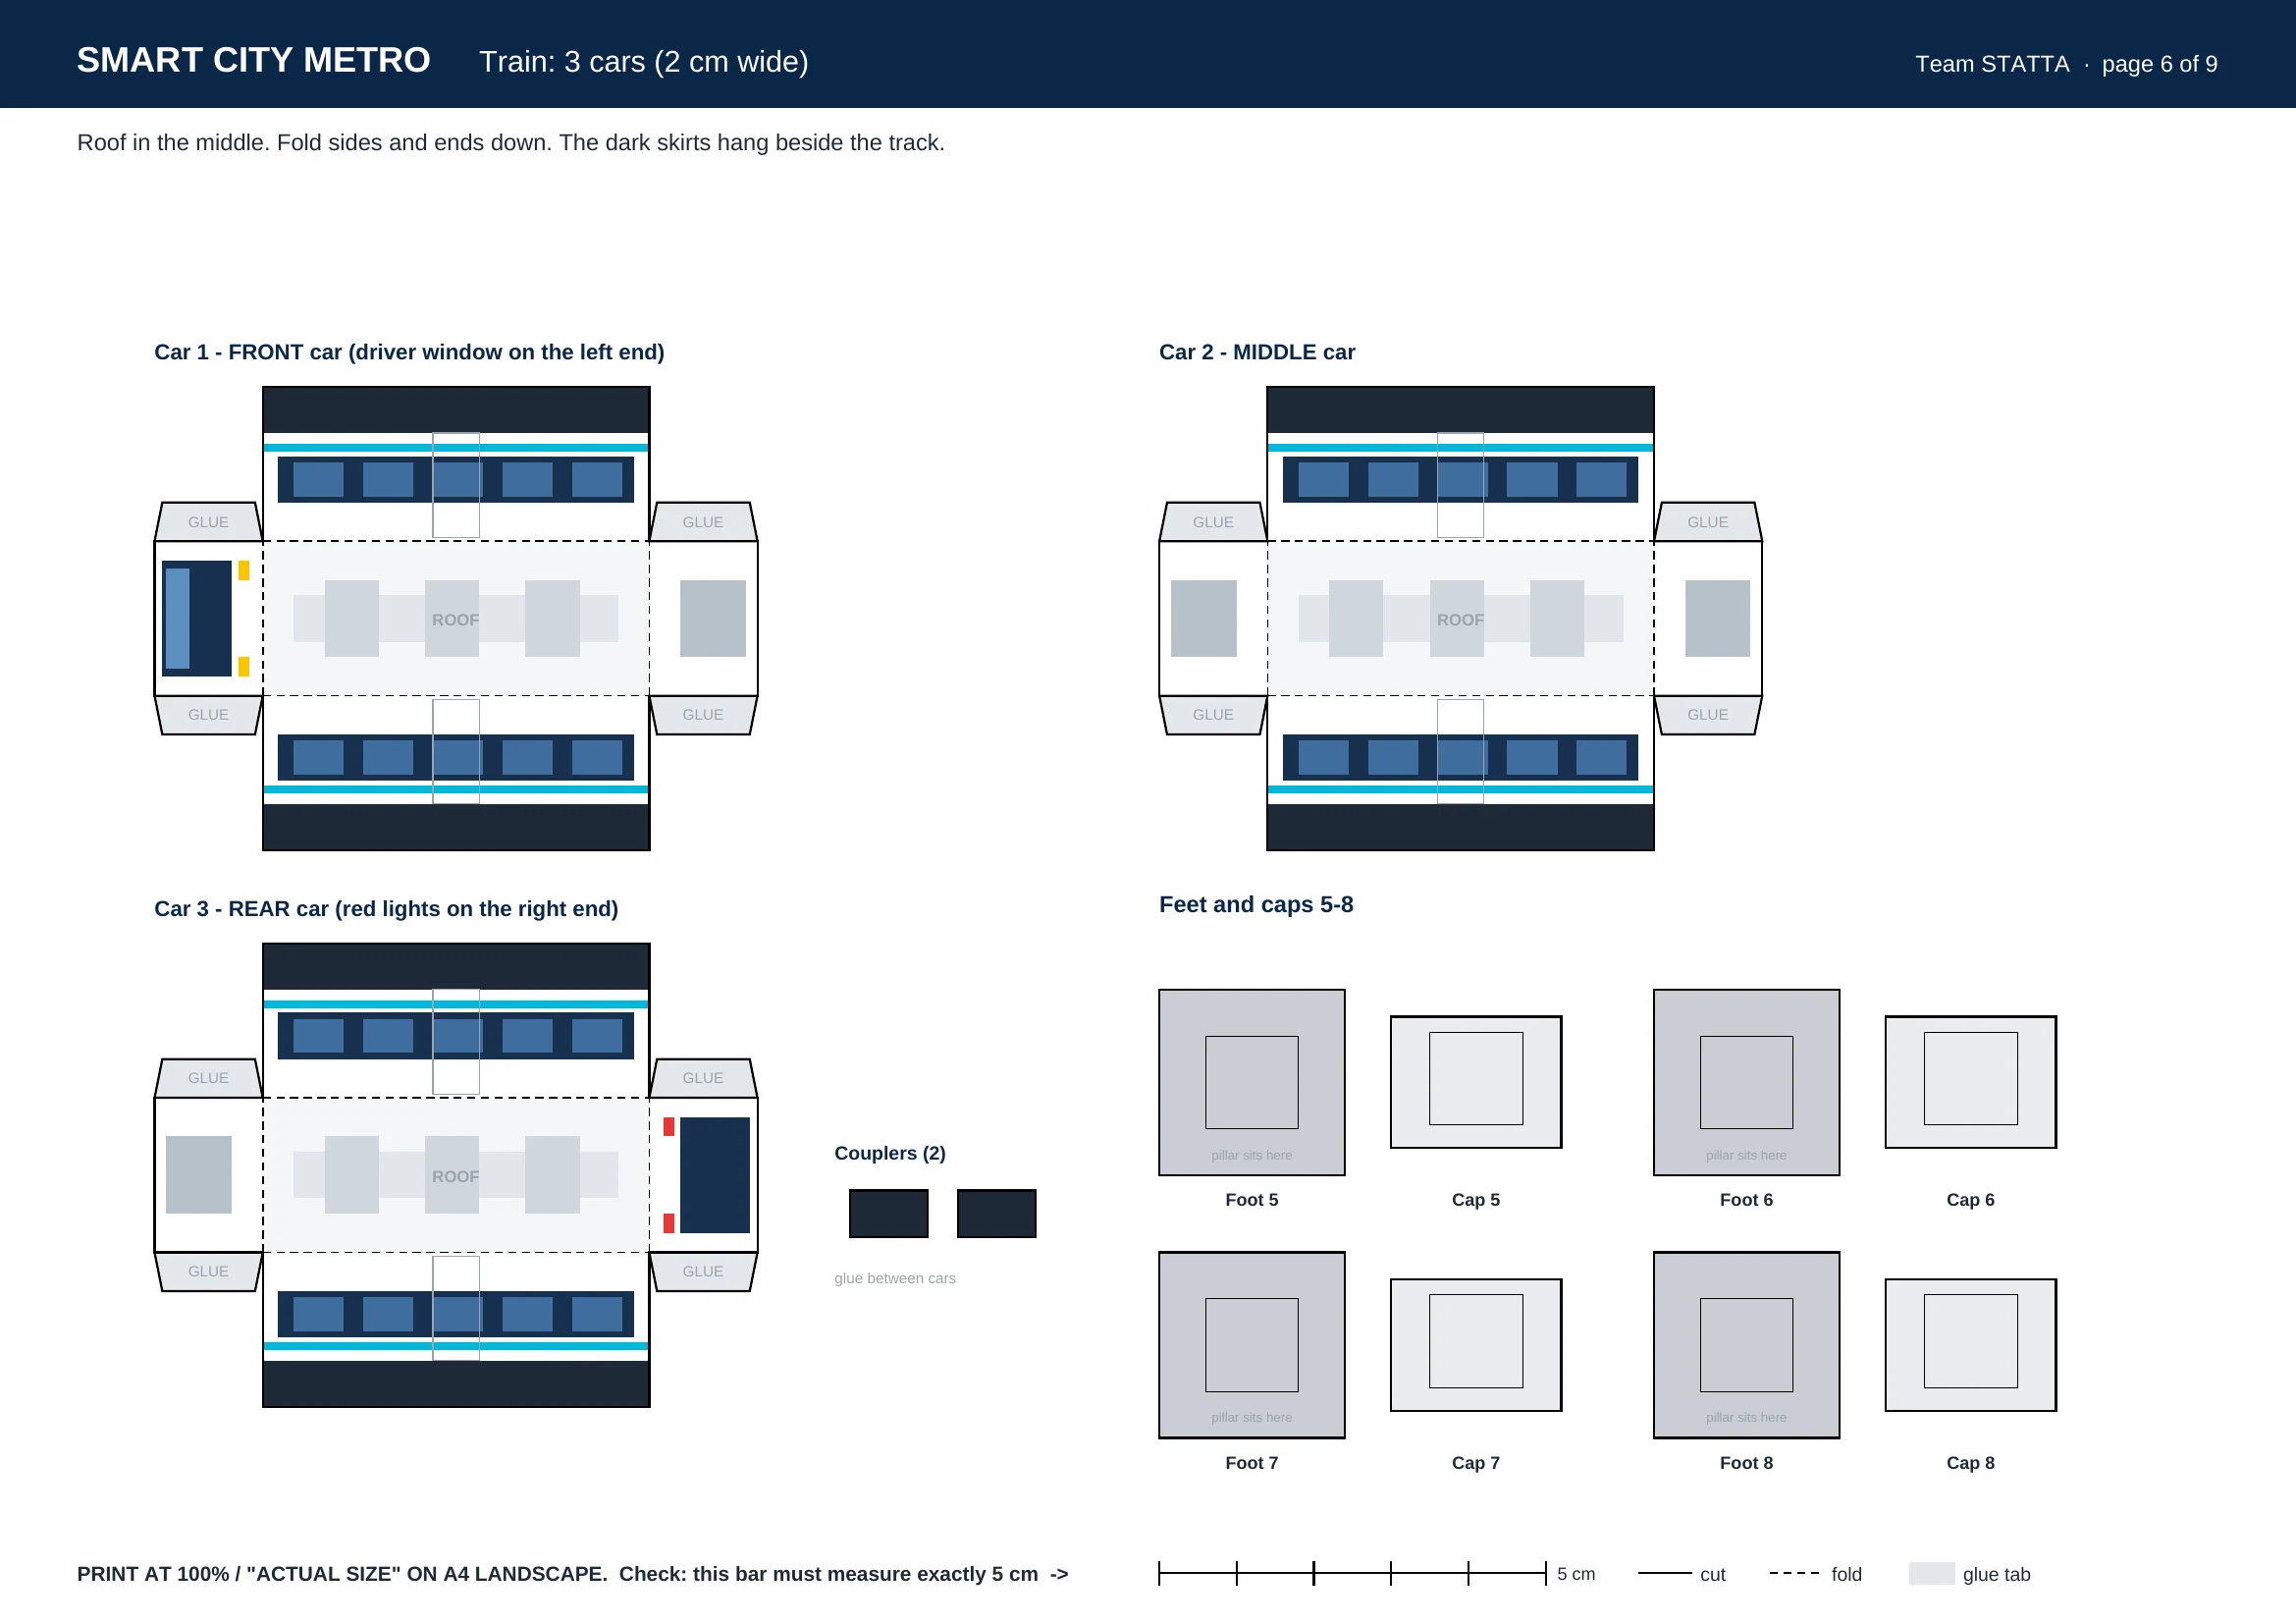 SMART CITY METRO Train: 3 cars (2 cm wide) Team STATTA · page 6 of 9
Roof in the middle. Fold sides and ends down. The dark skirts hang beside the track.
Car 1 - FRONT car (driver window on the left end)
GLUE GLUE
ROOF
GLUE GLUE
Car 2 - MIDDLE car
GLUE GLUE
ROOF
GLUE GLUE
Car 3 - REAR car (red lights on the right end)
GLUE GLUE
ROOF
GLUE GLUE
Couplers (2)
glue between cars
Feet and caps 5-8
pillar sits here pillar sits here
Foot 5 Cap 5 Foot 6 Cap 6
pillar sits here pillar sits here
Foot 7 Cap 7 Foot 8 Cap 8
PRINT AT 100% / "ACTUAL SIZE" ON A4 LANDSCAPE. Check: this bar must measure exactly 5 cm -> 5 cm cut fold glue tab